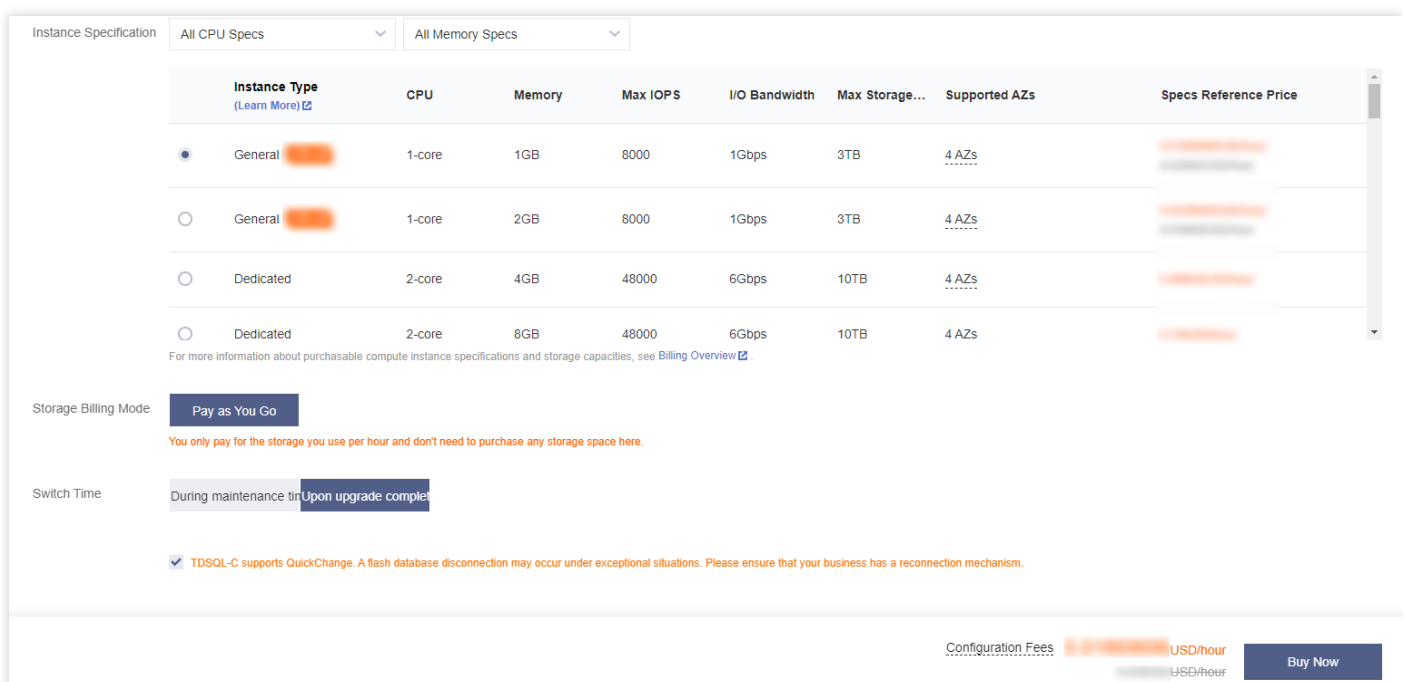 Instance Specification All CPU Specs All Memory Specs
Instance Type (Learn More) CPU Memory Max IOPS I/O Bandwidth Max Storage... Supported AZs Specs Reference Price
General 1-core 1GB 8000 1Gbps 3TB 4 AZs
General 1-core 2GB 8000 1Gbps 3TB 4 AZs
Dedicated 2-core 4GB 48000 6Gbps 10TB 4 AZs
Dedicated 2-core 8GB 48000 6Gbps 10TB 4 AZs
For more information about purchasable compute instance specifications and storage capacities, see Billing Overview .
Storage Billing Mode Pay as You Go
You only pay for the storage you use per hour and don't need to purchase any storage space here.
Switch Time During maintenance tin Upon upgrade complet
TDSQL-C supports QuickChange. A flash database disconnection may occur under exceptional situations. Please ensure that your business has a reconnection mechanism.
Configuration Fees USD/hour
USD/hour
Buy Now